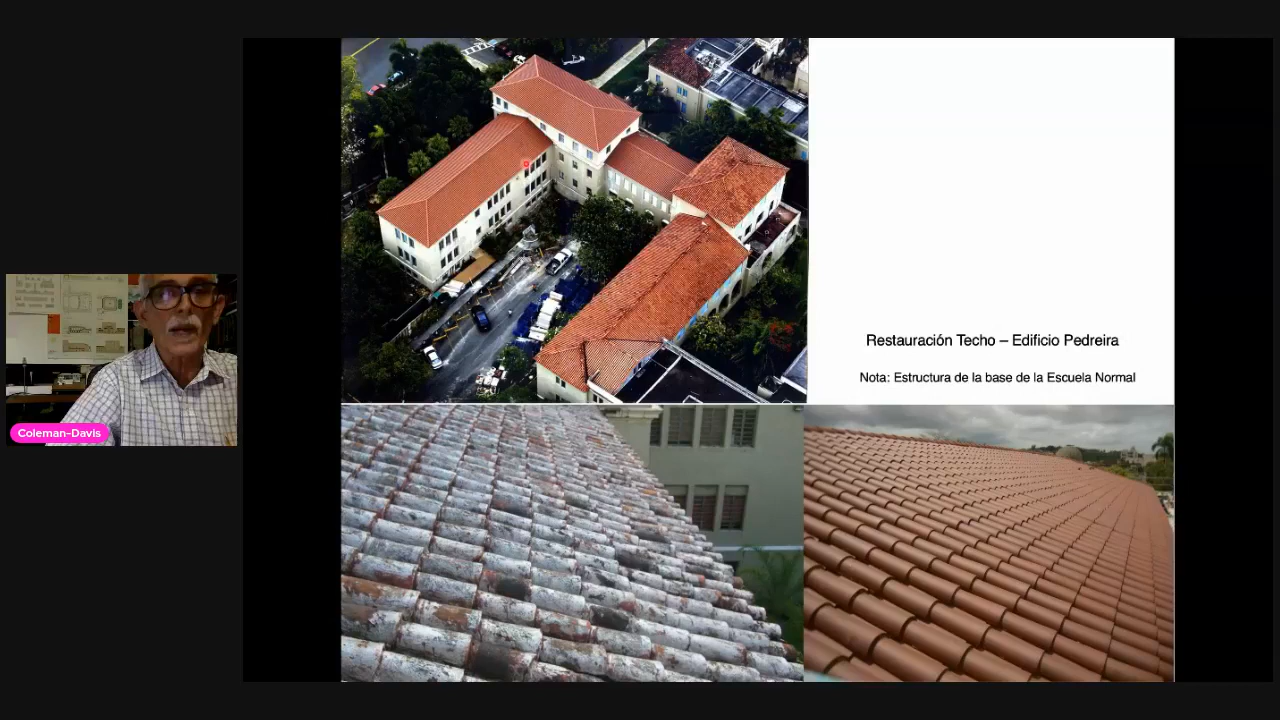 Restauración Techo – Edificio Pedreira
Nota: Estructura de la base de la Escuela Normal
Coleman-Davis